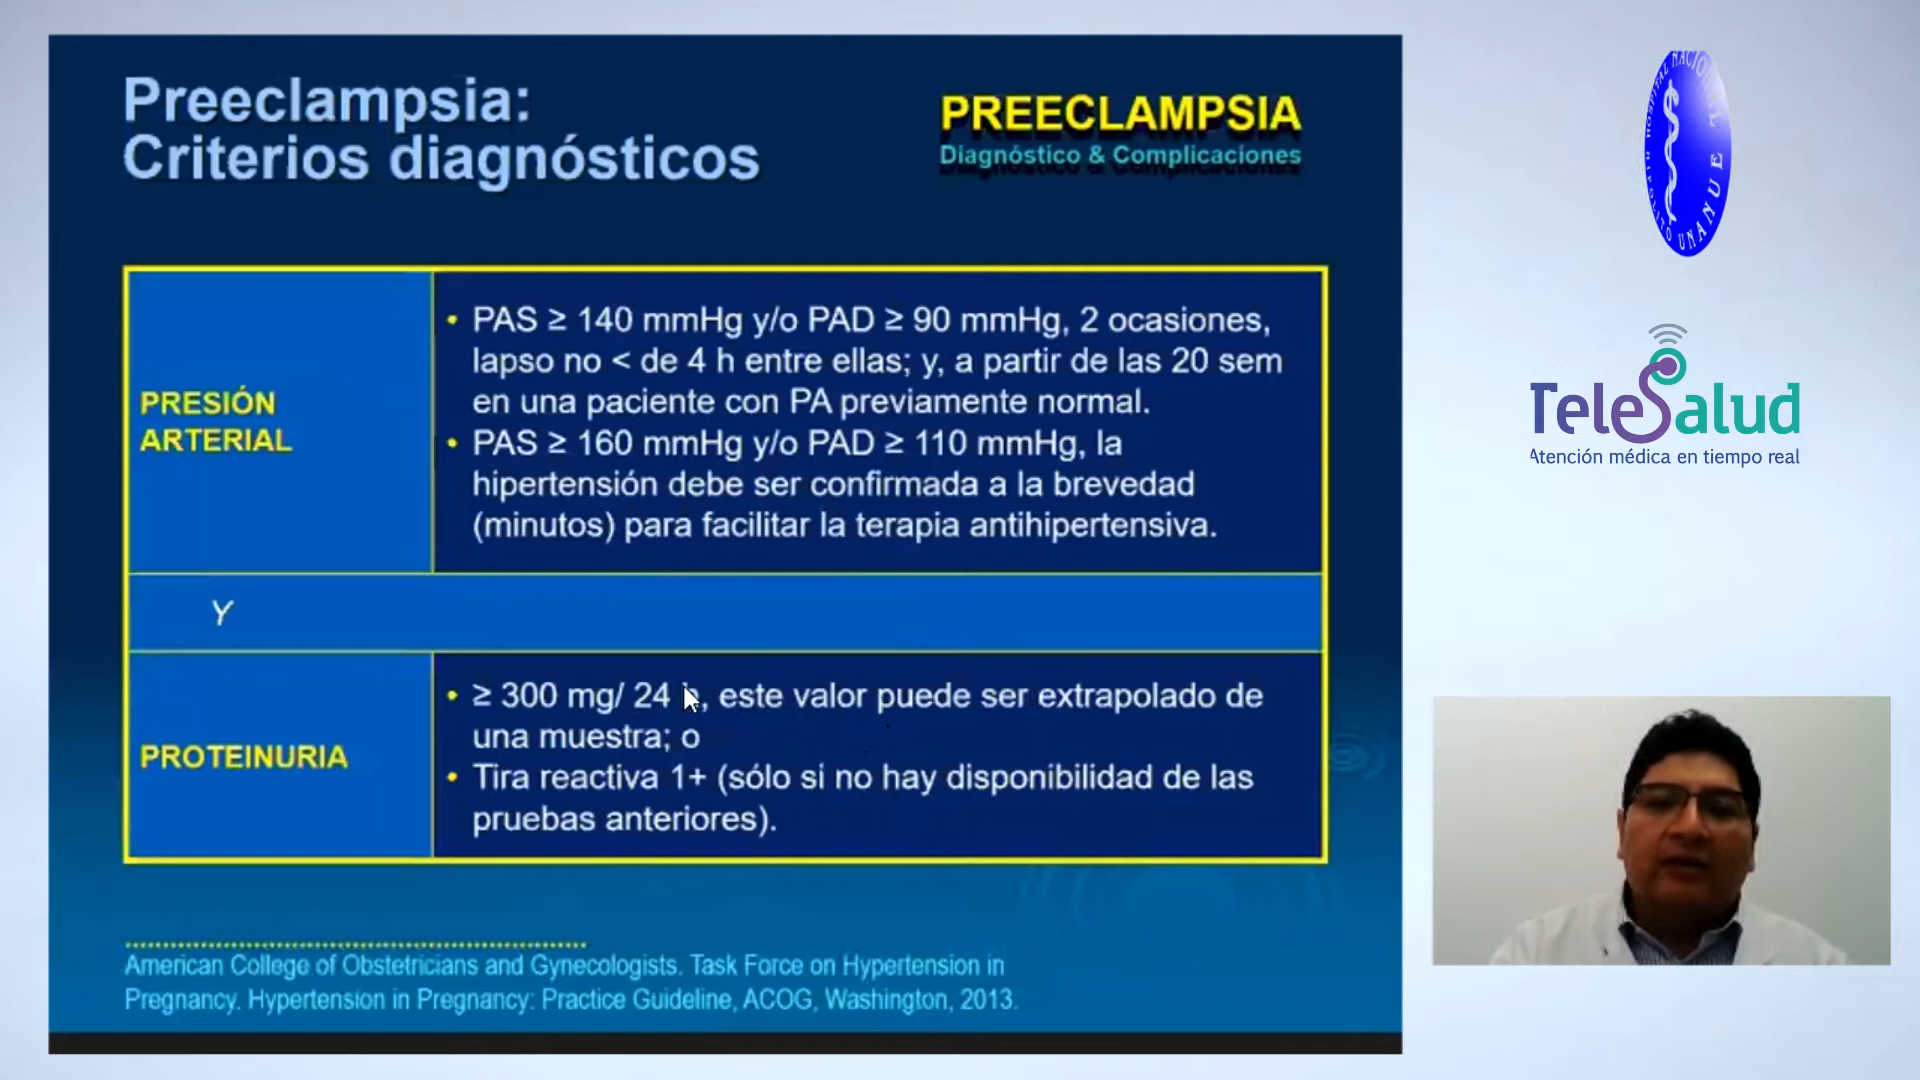 Preeclampsia:
Criterios diagnósticos
PREECLAMPSIA
Diagnóstico & Complicaciones
PRESIÓN
ARTERIAL
• PAS ≥ 140 mmHg y/o PAD ≥ 90 mmHg, 2 ocasiones,
lapso no < de 4 h entre ellas; y, a partir de las 20 sem
en una paciente con PA previamente normal.
• PAS ≥ 160 mmHg y/o PAD ≥ 110 mmHg, la
hipertensión debe ser confirmada a la brevedad
(minutos) para facilitar la terapia antihipertensiva.
Y
PROTEINURIA
• ≥ 300 mg/ 24 h, este valor puede ser extrapolado de
una muestra; o
• Tira reactiva 1+ (sólo si no hay disponibilidad de las
pruebas anteriores).
American College of Obstetricians and Gynecologists. Task Force on Hypertension in
Pregnancy. Hypertension in Pregnancy: Practice Guideline, ACOG, Washington, 2013.
HOSPITAL NACIONAL
HIPOLITO UNANUE
TeleSalud
Atención médica en tiempo real